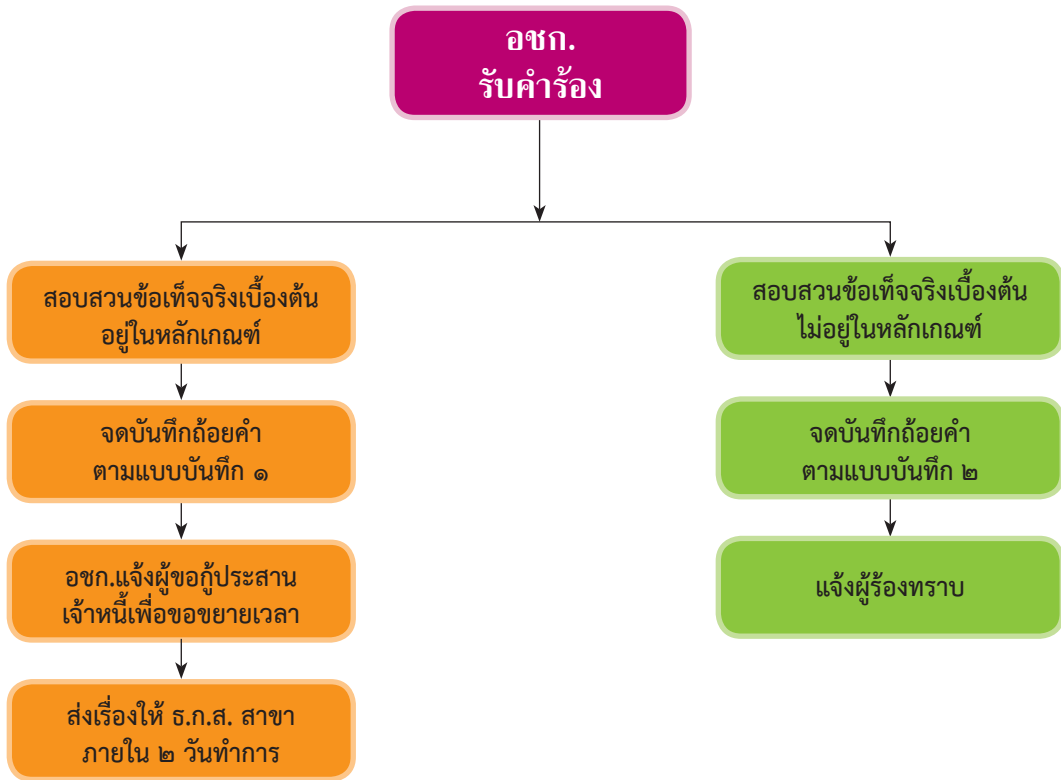 อชก.
รับคำร้อง
สอบสวนข้อเท็จจริงเบื้องต้น
อยู่ในหลักเกณฑ์
จดบันทึกถ้อยคำ
ตามแบบบันทึก ๑
อชก.แจ้งผู้ขอกู้ประสาน
เจ้าหนี้เพื่อขอขยายเวลา
ส่งเรื่องให้ ธ.ก.ส. สาขา
ภายใน ๒ วันทำการ
สอบสวนข้อเท็จจริงเบื้องต้น
ไม่อยู่ในหลักเกณฑ์
จดบันทึกถ้อยคำ
ตามแบบบันทึก ๒
แจ้งผู้ร้องทราบ